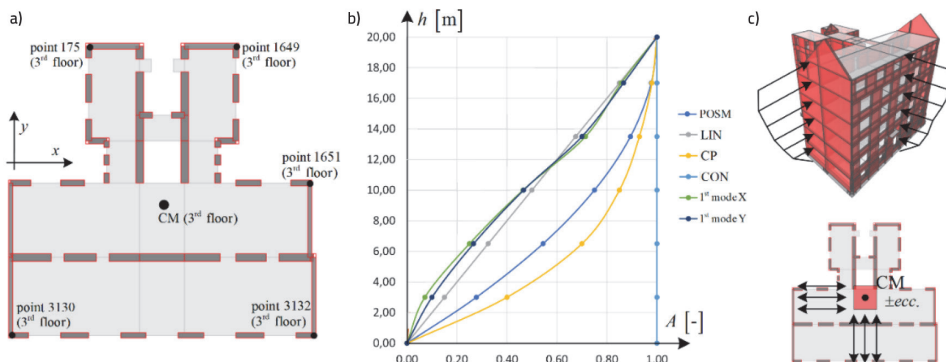 a)
point 175
(3rd floor)
point 1649
(3rd floor)
y
x
point 1651
(3rd floor)
CM (3rd floor)
point 3130
(3rd floor)
point 3132
(3rd floor)
b)
h [m]
20,00
18,00
16,00
14,00
12,00
10,00
8,00
6,00
4,00
2,00
00,00
0.00
0.20
0.40
0.60
0.80
1.00
A [-]
POSM
LIN
CP
CON
1st mode X
1st mode Y
c)
CM
±ecc.